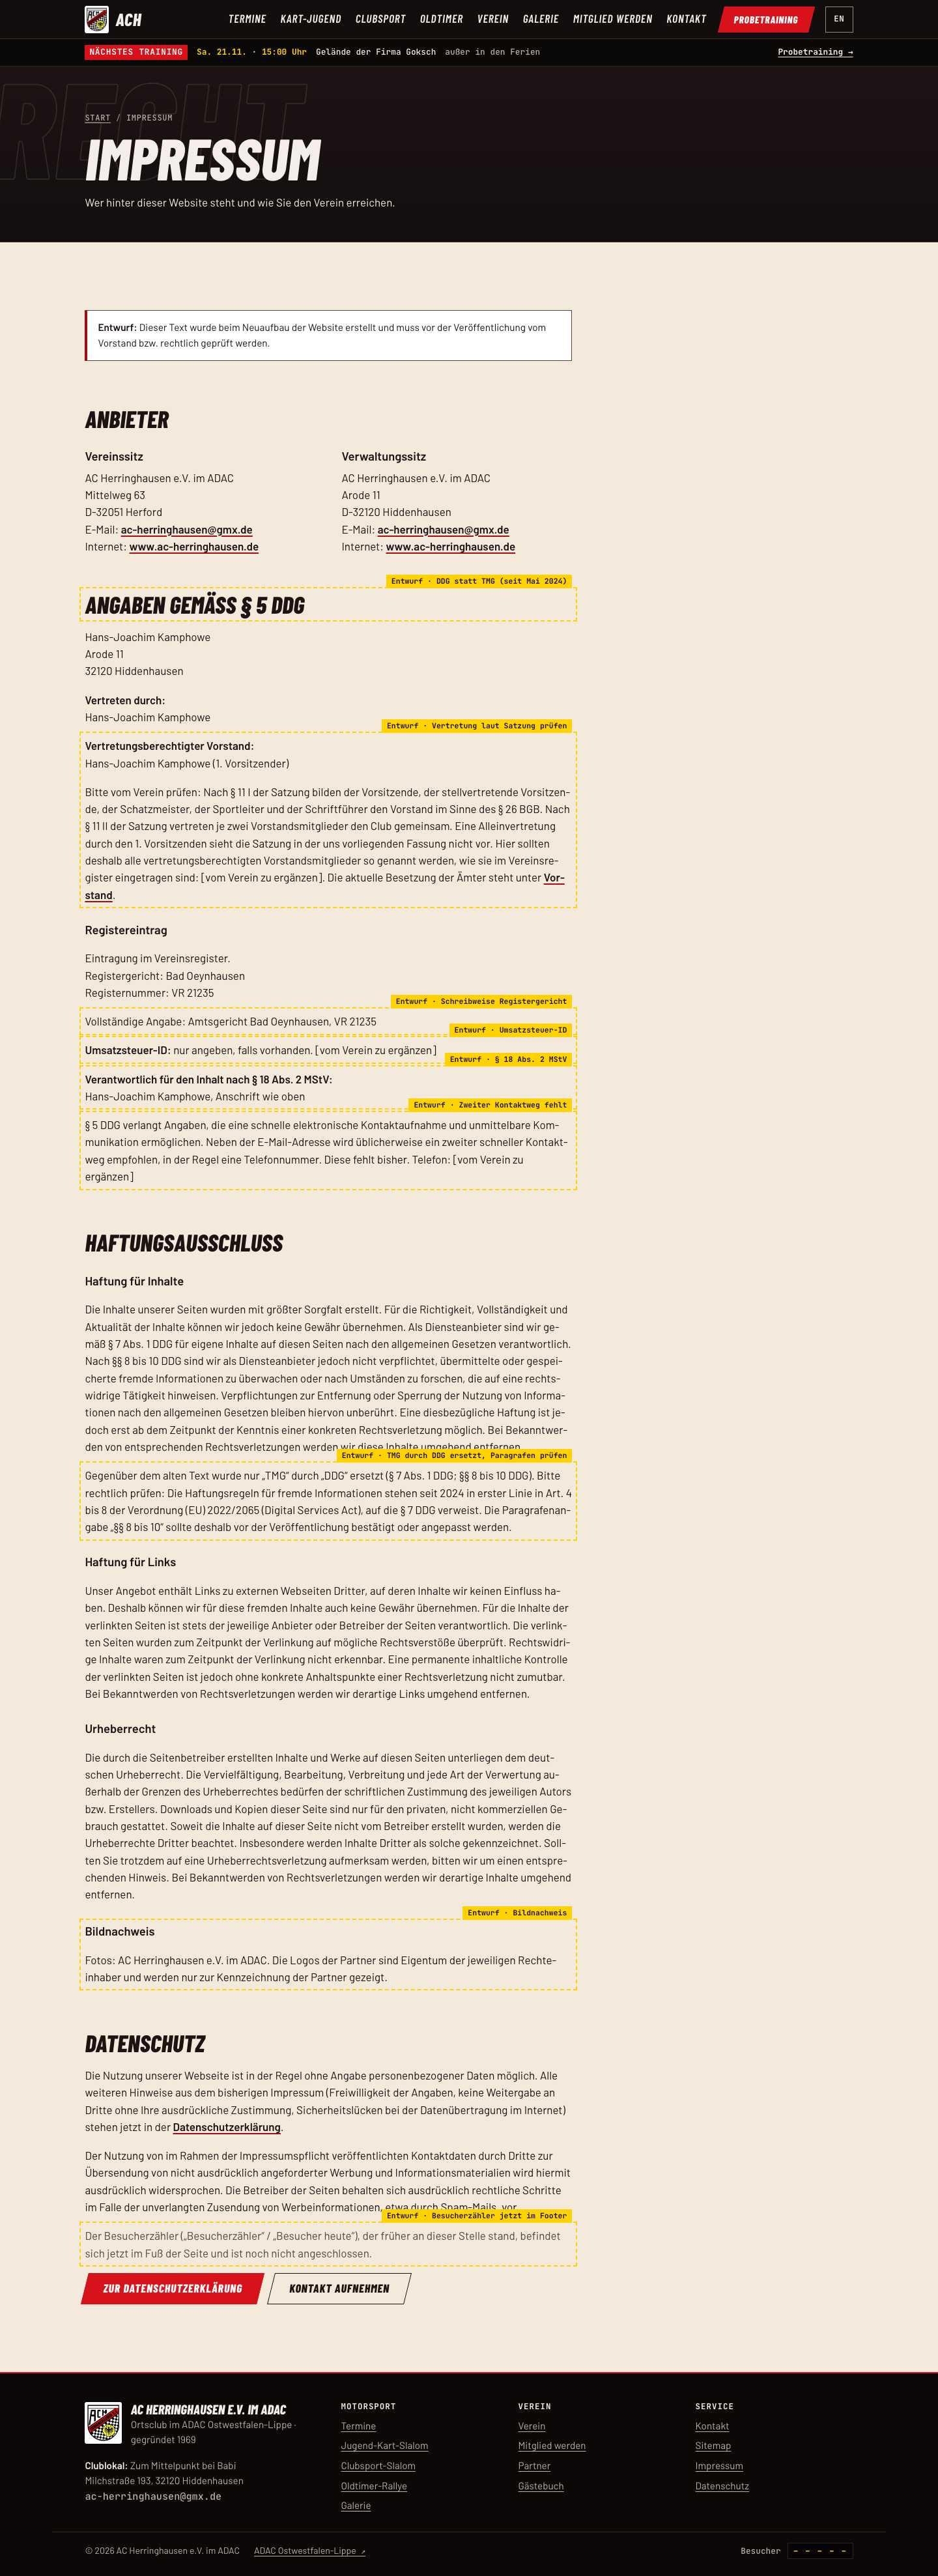 ACH
TERMINE KART-JUGEND CLUBSPORT OLDTIMER VEREIN GALERIE MITGLIED WERDEN KONTAKT PROBETRAINING EN
NÄCHSTES TRAINING Sa. 21.11. · 15:00 Uhr Gelände der Firma Goksch außer in den Ferien Probetraining →
RECHT
START / IMPRESSUM
IMPRESSUM
Wer hinter dieser Website steht und wie Sie den Verein erreichen.
Entwurf: Dieser Text wurde beim Neuaufbau der Website erstellt und muss vor der Veröffentlichung vom
Vorstand bzw. rechtlich geprüft werden.
ANBIETER
Vereinssitz
AC Herringhausen e.V. im ADAC
Mittelweg 63
D-32051 Herford
E-Mail: ac-herringhausen@gmx.de
Internet: www.ac-herringhausen.de
Verwaltungssitz
AC Herringhausen e.V. im ADAC
Arode 11
D-32120 Hiddenhausen
E-Mail: ac-herringhausen@gmx.de
Internet: www.ac-herringhausen.de
Entwurf · DDG statt TMG (seit Mai 2024)
ANGABEN GEMÄSS § 5 DDG
Hans-Joachim Kamphowe
Arode 11
32120 Hiddenhausen
Vertreten durch:
Hans-Joachim Kamphowe
Entwurf · Vertretung laut Satzung prüfen
Vertretungsberechtigter Vorstand:
Hans-Joachim Kamphowe (1. Vorsitzender)
Bitte vom Verein prüfen: Nach § 11 I der Satzung bilden der Vorsitzende, der stellvertretende Vorsitzen-
de, der Schatzmeister, der Sportleiter und der Schriftführer den Vorstand im Sinne des § 26 BGB. Nach
§ 11 II der Satzung vertreten je zwei Vorstandsmitglieder den Club gemeinsam. Eine Alleinvertretung
durch den 1. Vorsitzenden sieht die Satzung in der uns vorliegenden Fassung nicht vor. Hier sollten
deshalb alle vertretungsberechtigten Vorstandsmitglieder so genannt werden, wie sie im Vereinsre-
gister eingetragen sind: [vom Verein zu ergänzen]. Die aktuelle Besetzung der Ämter steht unter Vor-
stand.
Registereintrag
Eintragung im Vereinsregister.
Registergericht: Bad Oeynhausen
Registernummer: VR 21235
Entwurf · Schreibweise Registergericht
Vollständige Angabe: Amtsgericht Bad Oeynhausen, VR 21235
Entwurf · Umsatzsteuer-ID
Umsatzsteuer-ID: nur angeben, falls vorhanden. [vom Verein zu ergänzen]
Entwurf · § 18 Abs. 2 MStV
Verantwortlich für den Inhalt nach § 18 Abs. 2 MStV:
Hans-Joachim Kamphowe, Anschrift wie oben
Entwurf · Zweiter Kontaktweg fehlt
§ 5 DDG verlangt Angaben, die eine schnelle elektronische Kontaktaufnahme und unmittelbare Kom-
munikation ermöglichen. Neben der E-Mail-Adresse wird üblicherweise ein zweiter schneller Kontakt-
weg empfohlen, in der Regel eine Telefonnummer. Diese fehlt bisher. Telefon: [vom Verein zu
ergänzen]
HAFTUNGSAUSSCHLUSS
Haftung für Inhalte
Die Inhalte unserer Seiten wurden mit größter Sorgfalt erstellt. Für die Richtigkeit, Vollständigkeit und
Aktualität der Inhalte können wir jedoch keine Gewähr übernehmen. Als Diensteanbieter sind wir ge-
mäß § 7 Abs. 1 DDG für eigene Inhalte auf diesen Seiten nach den allgemeinen Gesetzen verantwortlich.
Nach §§ 8 bis 10 DDG sind wir als Diensteanbieter jedoch nicht verpflichtet, übermittelte oder gespei-
cherte fremde Informationen zu überwachen oder nach Umständen zu forschen, die auf eine rechts-
widrige Tätigkeit hinweisen. Verpflichtungen zur Entfernung oder Sperrung der Nutzung von Informa-
tionen nach den allgemeinen Gesetzen bleiben hiervon unberührt. Eine diesbezügliche Haftung ist je-
doch erst ab dem Zeitpunkt der Kenntnis einer konkreten Rechtsverletzung möglich. Bei Bekanntwer-
den von entsprechenden Rechtsverletzungen werden wir diese Inhalte umgehend entfernen.
Entwurf · TMG durch DDG ersetzt, Paragrafen prüfen
Gegenüber dem alten Text wurde nur „TMG“ durch „DDG“ ersetzt (§ 7 Abs. 1 DDG; §§ 8 bis 10 DDG). Bitte
rechtlich prüfen: Die Haftungsregeln für fremde Informationen stehen seit 2024 in erster Linie in Art. 4
bis 8 der Verordnung (EU) 2022/2065 (Digital Services Act), auf die § 7 DDG verweist. Die Paragrafenan-
gabe „§§ 8 bis 10“ sollte deshalb vor der Veröffentlichung bestätigt oder angepasst werden.
Haftung für Links
Unser Angebot enthält Links zu externen Webseiten Dritter, auf deren Inhalte wir keinen Einfluss ha-
ben. Deshalb können wir für diese fremden Inhalte auch keine Gewähr übernehmen. Für die Inhalte der
verlinkten Seiten ist stets der jeweilige Anbieter oder Betreiber der Seiten verantwortlich. Die verlink-
ten Seiten wurden zum Zeitpunkt der Verlinkung auf mögliche Rechtsverstöße überprüft. Rechtswidri-
ge Inhalte waren zum Zeitpunkt der Verlinkung nicht erkennbar. Eine permanente inhaltliche Kontrolle
der verlinkten Seiten ist jedoch ohne konkrete Anhaltspunkte einer Rechtsverletzung nicht zumutbar.
Bei Bekanntwerden von Rechtsverletzungen werden wir derartige Links umgehend entfernen.
Urheberrecht
Die durch die Seitenbetreiber erstellten Inhalte und Werke auf diesen Seiten unterliegen dem deut-
schen Urheberrecht. Die Vervielfältigung, Bearbeitung, Verbreitung und jede Art der Verwertung au-
ßerhalb der Grenzen des Urheberrechtes bedürfen der schriftlichen Zustimmung des jeweiligen Autors
bzw. Erstellers. Downloads und Kopien dieser Seite sind nur für den privaten, nicht kommerziellen Ge-
brauch gestattet. Soweit die Inhalte auf dieser Seite nicht vom Betreiber erstellt wurden, werden die
Urheberrechte Dritter beachtet. Insbesondere werden Inhalte Dritter als solche gekennzeichnet. Soll-
ten Sie trotzdem auf eine Urheberrechtsverletzung aufmerksam werden, bitten wir um einen entspre-
chenden Hinweis. Bei Bekanntwerden von Rechtsverletzungen werden wir derartige Inhalte umgehend
entfernen.
Entwurf · Bildnachweis
Bildnachweis
Fotos: AC Herringhausen e.V. im ADAC. Die Logos der Partner sind Eigentum der jeweiligen Rechte-
inhaber und werden nur zur Kennzeichnung der Partner gezeigt.
DATENSCHUTZ
Die Nutzung unserer Webseite ist in der Regel ohne Angabe personenbezogener Daten möglich. Alle
weiteren Hinweise aus dem bisherigen Impressum (Freiwilligkeit der Angaben, keine Weitergabe an
Dritte ohne Ihre ausdrückliche Zustimmung, Sicherheitslücken bei der Datenübertragung im Internet)
stehen jetzt in der Datenschutzerklärung.
Der Nutzung von im Rahmen der Impressumspflicht veröffentlichten Kontaktdaten durch Dritte zur
Übersendung von nicht ausdrücklich angeforderter Werbung und Informationsmaterialien wird hiermit
ausdrücklich widersprochen. Die Betreiber der Seiten behalten sich ausdrücklich rechtliche Schritte
im Falle der unverlangten Zusendung von Werbeinformationen, etwa durch Spam-Mails, vor.
Entwurf · Besucherzähler jetzt im Footer
Der Besucherzähler („Besucherzähler“ / „Besucher heute“), der früher an dieser Stelle stand, befindet
sich jetzt im Fuß der Seite und ist noch nicht angeschlossen.
ZUR DATENSCHUTZERKLÄRUNG KONTAKT AUFNEHMEN
AC HERRINGHAUSEN E.V. IM ADAC
Ortsclub im ADAC Ostwestfalen-Lippe ·
gegründet 1969
Clublokal: Zum Mittelpunkt bei Babi
Milchstraße 193, 32120 Hiddenhausen
ac-herringhausen@gmx.de
MOTORSPORT
Termine
Jugend-Kart-Slalom
Clubsport-Slalom
Oldtimer-Rallye
Galerie
VEREIN
Verein
Mitglied werden
Partner
Gästebuch
SERVICE
Kontakt
Sitemap
Impressum
Datenschutz
© 2026 AC Herringhausen e.V. im ADAC ADAC Ostwestfalen-Lippe ↗ Besucher – – – – –